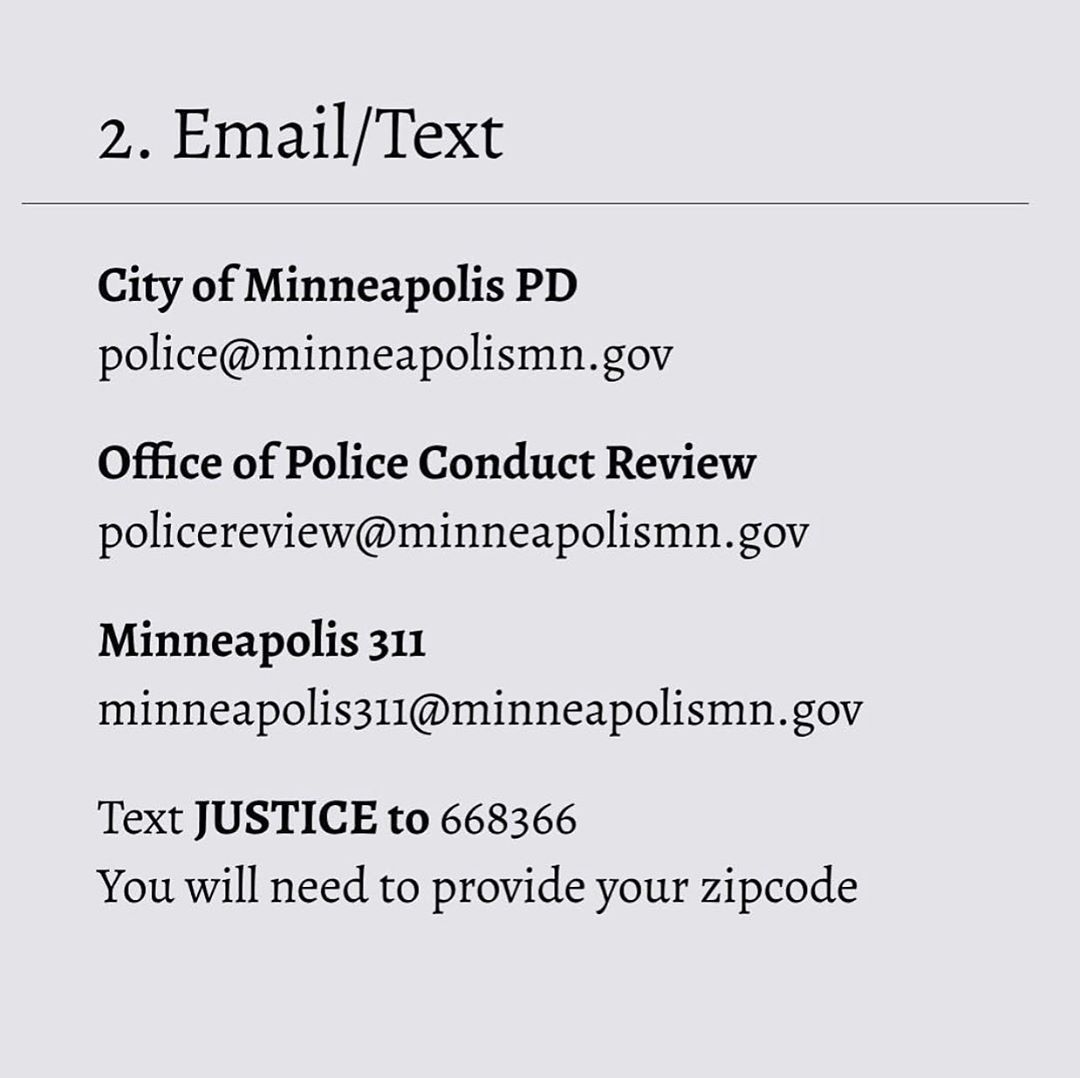 2. Email/Text
City of Minneapolis PD
police@minneapolismn.gov
Office of Police Conduct Review
policereview@minneapolismn.gov
Minneapolis 311
minneapolis311@minneapolismn.gov
Text JUSTICE to 668366
You will need to provide your zipcode